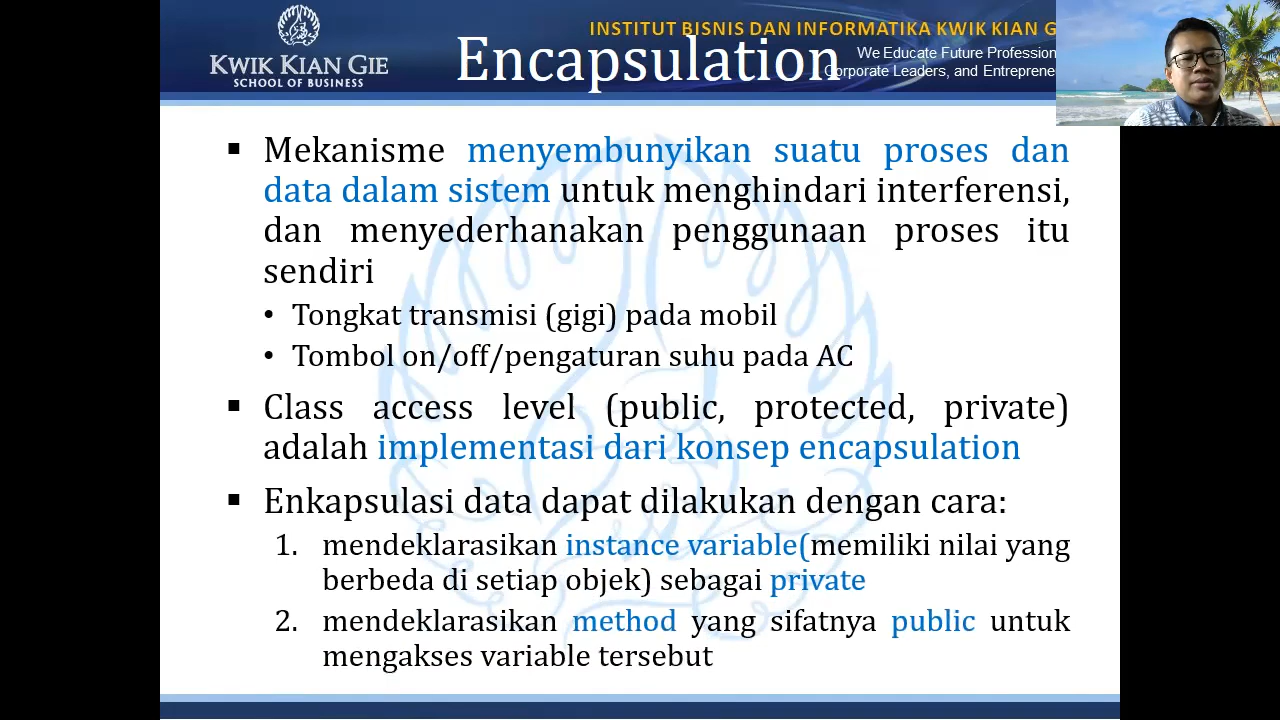 INSTITUT BISNIS DAN INFORMATIKA KWIK KIAN G
Encapsulation
We Educate Future Profession
Corporate Leaders, and Entreprene
KWIK KIAN GIE
SCHOOL OF BUSINESS
▪ Mekanisme menyembunyikan suatu proses dan
data dalam sistem untuk menghindari interferensi,
dan menyederhanakan penggunaan proses itu
sendiri
• Tongkat transmisi (gigi) pada mobil
• Tombol on/off/pengaturan suhu pada AC
▪ Class access level (public, protected, private)
adalah implementasi dari konsep encapsulation
▪ Enkapsulasi data dapat dilakukan dengan cara:
1. mendeklarasikan instance variable(memiliki nilai yang
berbeda di setiap objek) sebagai private
2. mendeklarasikan method yang sifatnya public untuk
mengakses variable tersebut